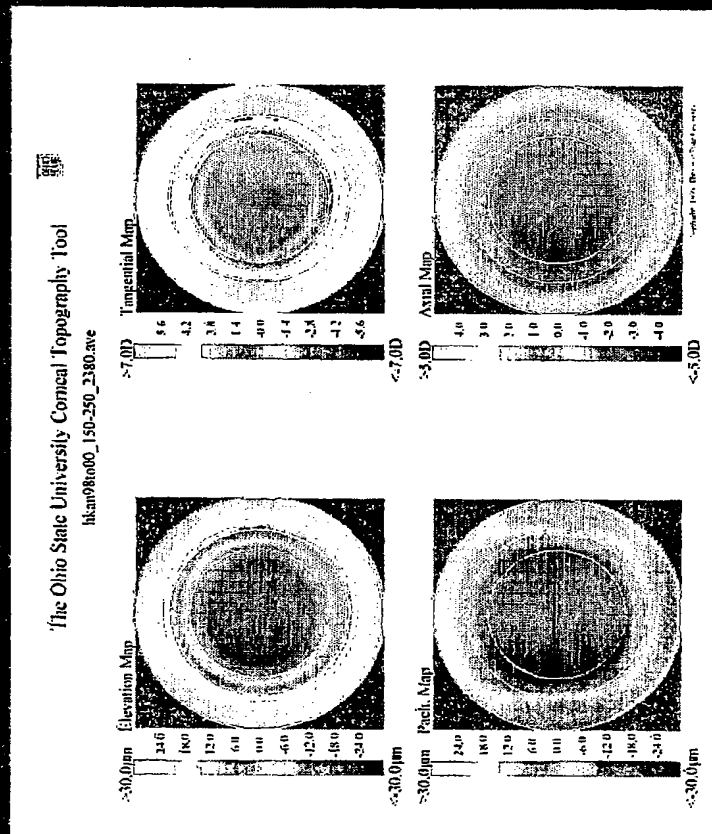 The Ohio State University Corneal Topography Tool
hkan98to00_150-250_2380.ave
Elevation Map
>30.0µm
24.0
18.0
12.0
6.0
0.0
-6.0
-12.0
-18.0
-24.0
<-30.0µm
Tangential Map
>7.0D
5.6
4.2
2.8
1.4
-0.0
-1.4
-2.8
-4.2
-5.6
<-7.0D
Pach. Map
>30.0µm
24.0
18.0
12.0
6.0
0.0
-6.0
-12.0
-18.0
-24.0
<-30.0µm
Axial Map
>5.0D
4.0
3.0
2.0
1.0
0.0
-1.0
-2.0
-3.0
-4.0
<-5.0D